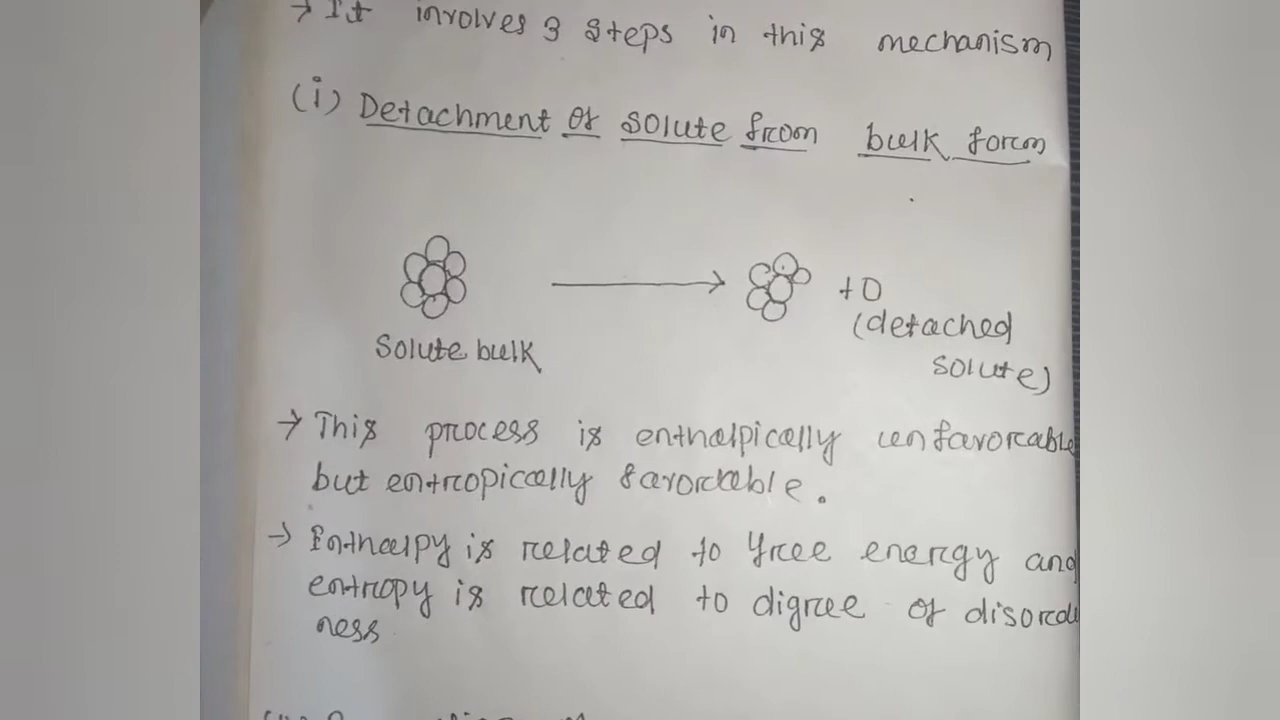 → It involves 3 steps in this mechanism
(i) Detachment of solute from bulk form
+O
(detached
solute)
Solute bulk
→ This process is enthalpically unfavorable
but entropically favorable.
→ Enthalpy is related to free energy and
entropy is related to digree of disord
ness